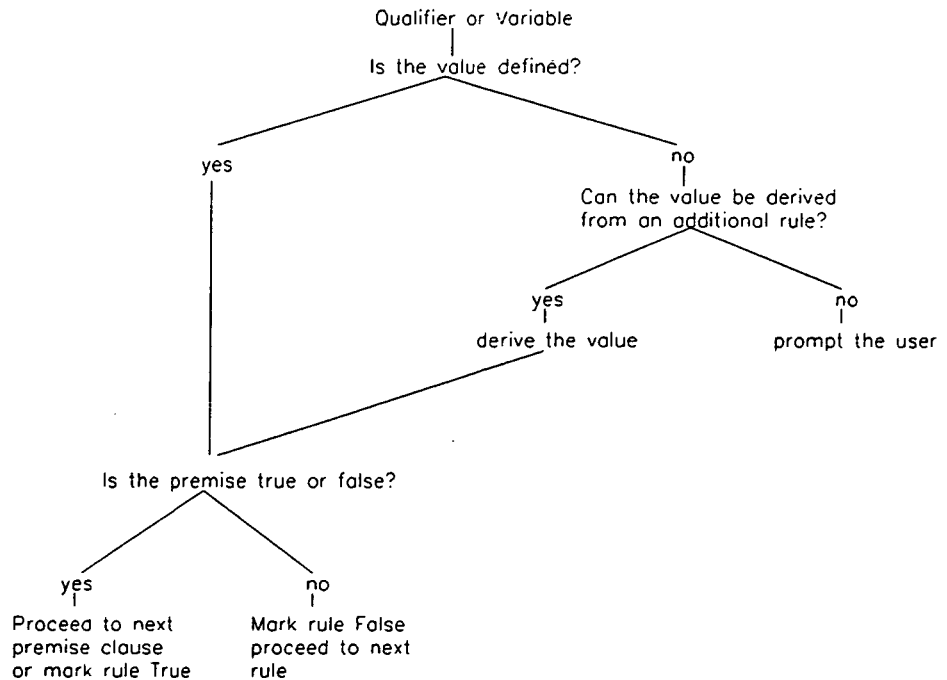 Qualifier or Variable
Is the value defined?
yes
no
Can the value be derived
from an additional rule?
yes
no
derive the value
prompt the user
Is the premise true or false?
yes
no
Proceed to next
premise clause
or mark rule True
Mark rule False
proceed to next
rule